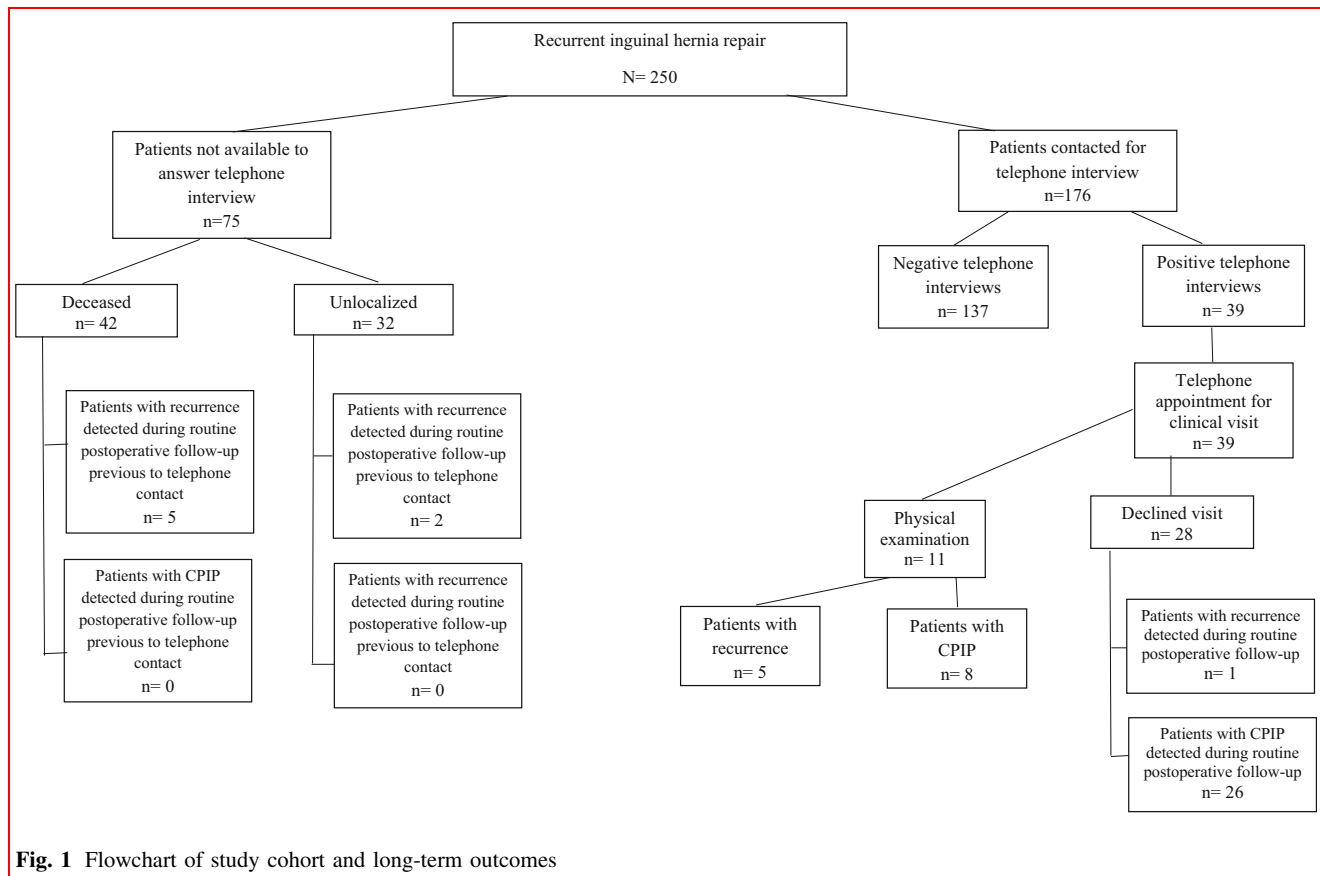 Recurrent inguinal hernia repair
N= 250
Patients not available to
answer telephone
interview
n=75
Patients contacted for
telephone interview
n=176
Deceased
n= 42
Unlocalized
n= 32
Negative telephone
interviews
n= 137
Positive telephone
interviews
n= 39
Patients with recurrence
detected during routine
postoperative follow-up
previous to telephone
contact
n= 5
Patients with recurrence
detected during routine
postoperative follow-up
previous to telephone
contact
n= 2
Telephone
appointment for
clinical visit
n= 39
Patients with CPIP
detected during routine
postoperative follow-up
previous to telephone
contact
n= 0
Patients with recurrence
detected during routine
postoperative follow-up
previous to telephone
contact
n= 0
Physical
examination
n= 11
Declined visit
n= 28
Patients with
recurrence
n= 5
Patients with
CPIP
n= 8
Patients with recurrence
detected during routine
postoperative follow-up
n= 1
Patients with CPIP
detected during routine
postoperative follow-up
n= 26
Fig. 1 Flowchart of study cohort and long-term outcomes